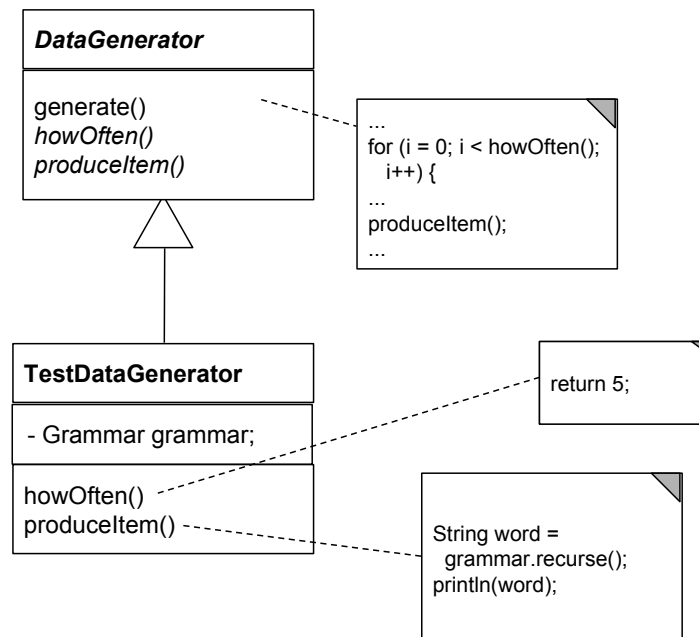 DataGenerator
generate()
howOften()
produceItem()
...
for (i = 0; i < howOften();
i++) {
...
produceItem();
...
TestDataGenerator
- Grammar grammar;
howOften()
produceItem()
return 5;
String word =
grammar.recurse();
println(word);